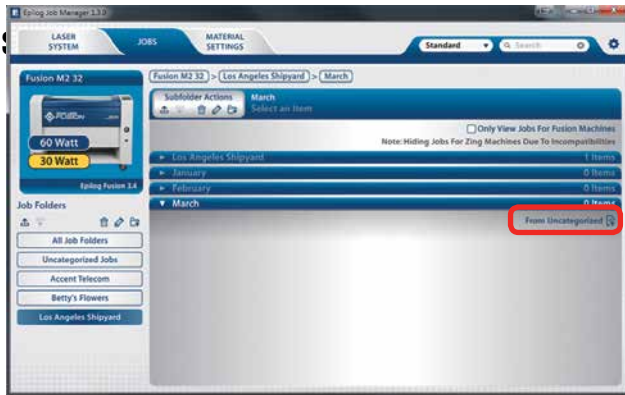 Epilog Job Manager 1.3.9
LASER SYSTEM
JOBS
MATERIAL SETTINGS
Standard
Search
Fusion M2 32
FUSION
60 Watt
30 Watt
Epilog Fusion 1.4
Job Folders
All Job Folders
Uncategorized Jobs
Accent Telecom
Betty's Flowers
Los Angeles Shipyard
Fusion M2 32 > Los Angeles Shipyard > March
Subfolder Actions
March
Select an Item
Only View Jobs For Fusion Machines
Note: Hiding Jobs For Zing Machines Due To Incompatibilities
Los Angeles Shipyard 1 Items
January 0 Items
February 0 Items
March 0 Items
From Uncategorized